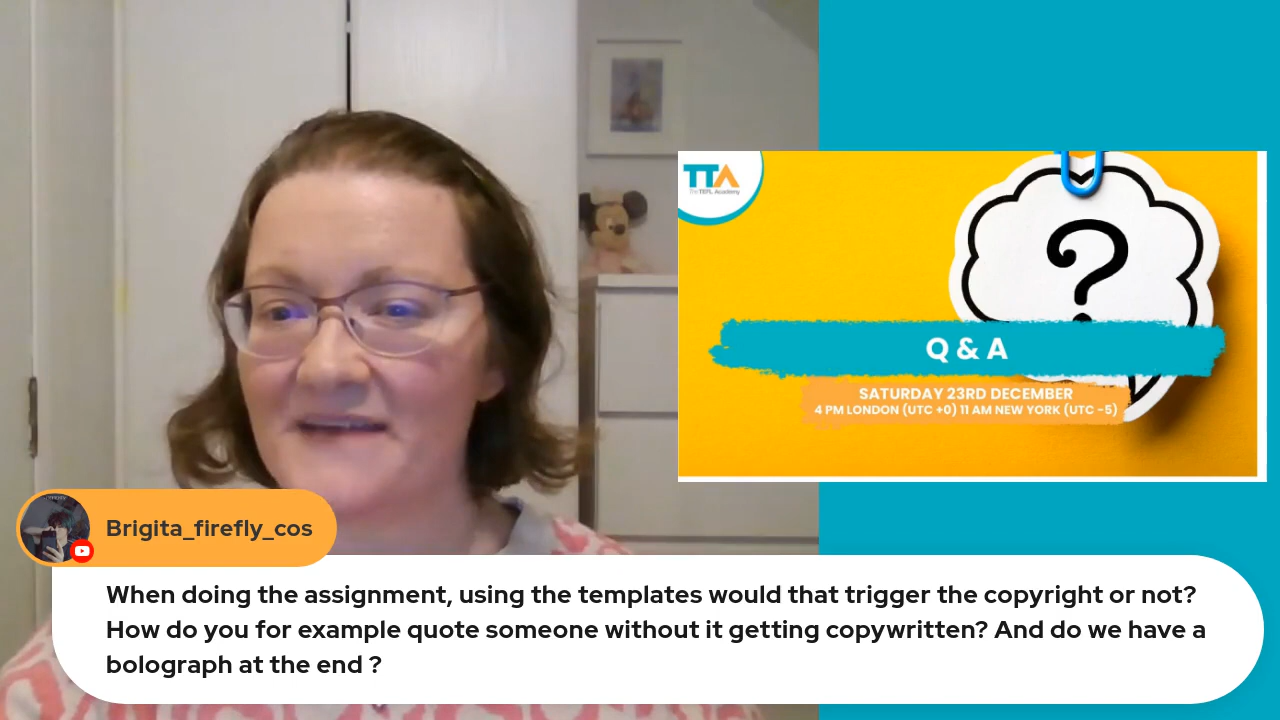 TTA
The TEFL Academy
Q & A
SATURDAY 23RD DECEMBER
4 PM LONDON (UTC +0) 11 AM NEW YORK (UTC -5)
Brigita_firefly_cos
When doing the assignment, using the templates would that trigger the copyright or not?
How do you for example quote someone without it getting copywritten? And do we have a
bolograph at the end ?